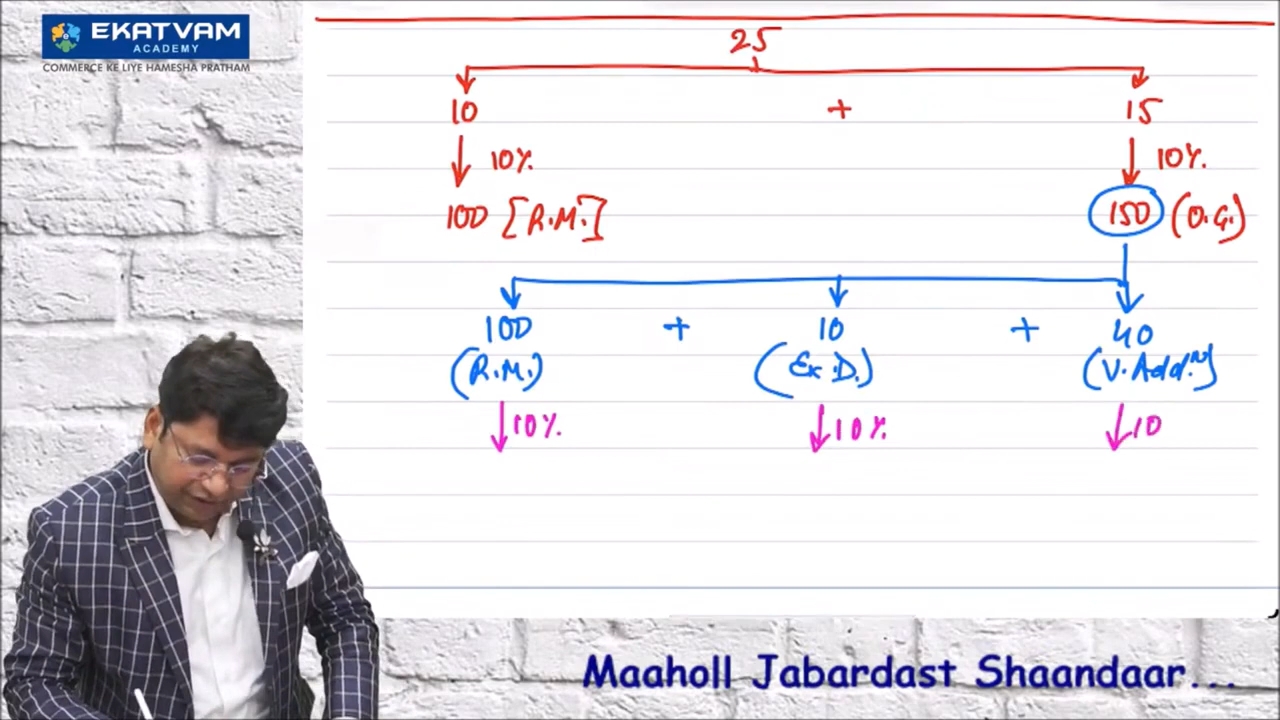 EKATVAM
ACADEMY
COMMERCE KE LIYE HAMESHA PRATHAM
25
10 + 15
10% 10%
100 [R.M.] 150 (O.G.)
100 + 10 + 40
(R.M.) (Ex.D.) (V.Addn)
10% 10% 10
Maaholl Jabardast Shaandaar...